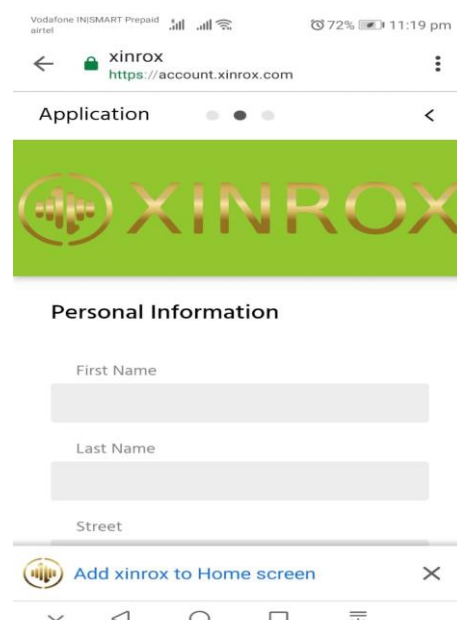 Vodafone IN|SMART Prepaid
airtel
72% 11:19 pm
xinrox
https://account.xinrox.com
Application
XINROX
Personal Information
First Name
Last Name
Street
Add xinrox to Home screen